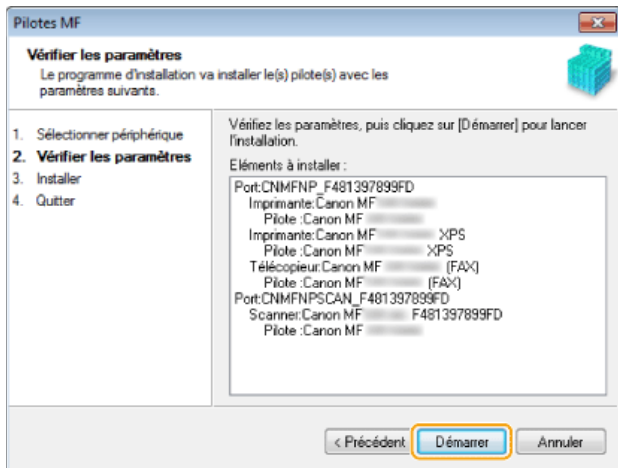 Pilotes MF
Vérifier les paramètres
Le programme d'installation va installer le(s) pilote(s) avec les
paramètres suivants.
1. Sélectionner périphérique
2. Vérifier les paramètres
3. Installer
4. Quitter
Vérifiez les paramètres, puis cliquez sur [Démarrer] pour lancer
l'installation.
Eléments à installer :
Port:CNMFNP_F481397899FD
Imprimante:Canon MF
Pilote :Canon MF
Imprimante:Canon MF XPS
Pilote :Canon MF XPS
Télécopieur:Canon MF (FAX)
Pilote :Canon MF (FAX)
Port:CNMFNPSCAN_F481397899FD
Scanner:Canon MF F481397899FD
Pilote :Canon MF
< Précédent Démarrer Annuler